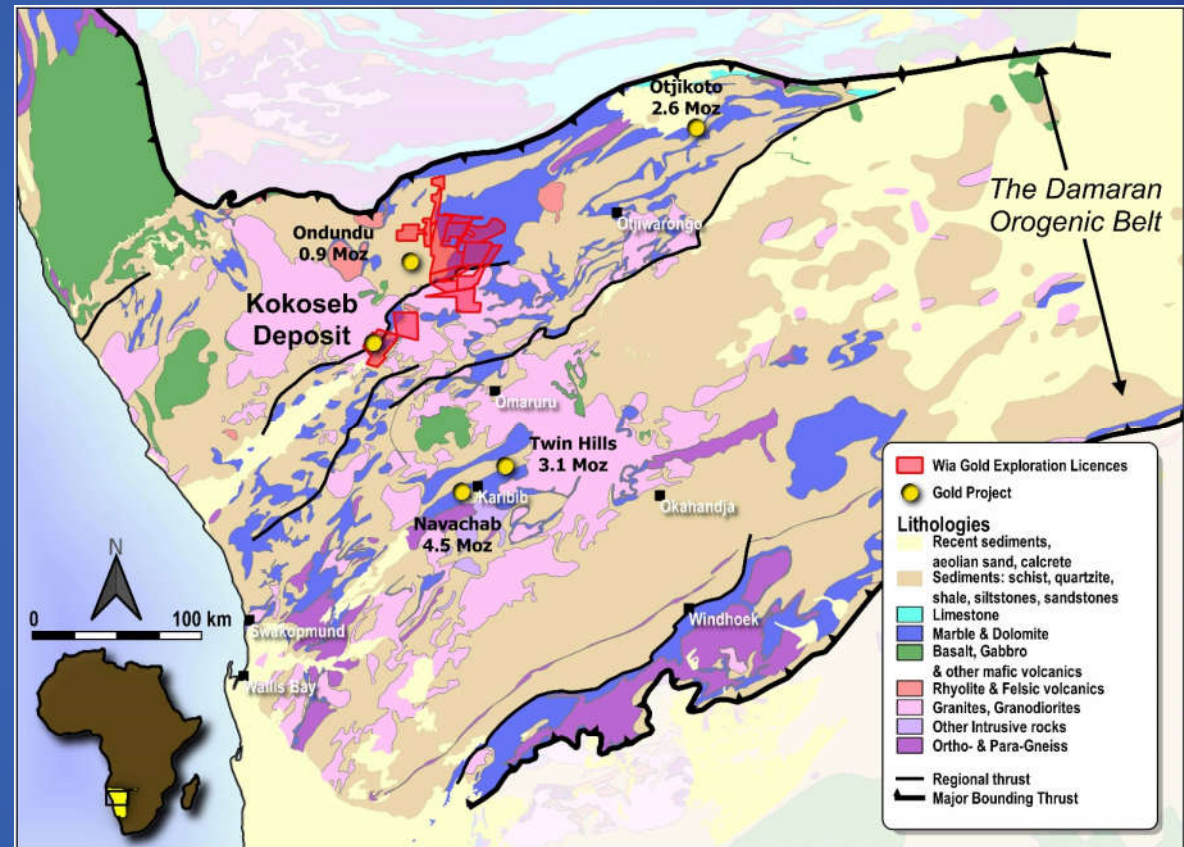 Otjikoto
2.6 Moz
The Damaran
Orogenic Belt
Otjiwarongo
Ondundu
0.9 Moz
Kokoseb
Deposit
Omaruru
Twin Hills
3.1 Moz
Karibib
Okahandja
Navachab
4.5 Moz
Windhoek
Swakopmund
Wallis Bay
N
0 100 km
Wia Gold Exploration Licences
Gold Project
Lithologies
Recent sediments,
aeolian sand, calcrete
Sediments: schist, quartzite,
shale, siltstones, sandstones
Limestone
Marble & Dolomite
Basalt, Gabbro
& other mafic volcanics
Rhyolite & Felsic volcanics
Granites, Granodiorites
Other Intrusive rocks
Ortho- & Para-Gneiss
Regional thrust
Major Bounding Thrust